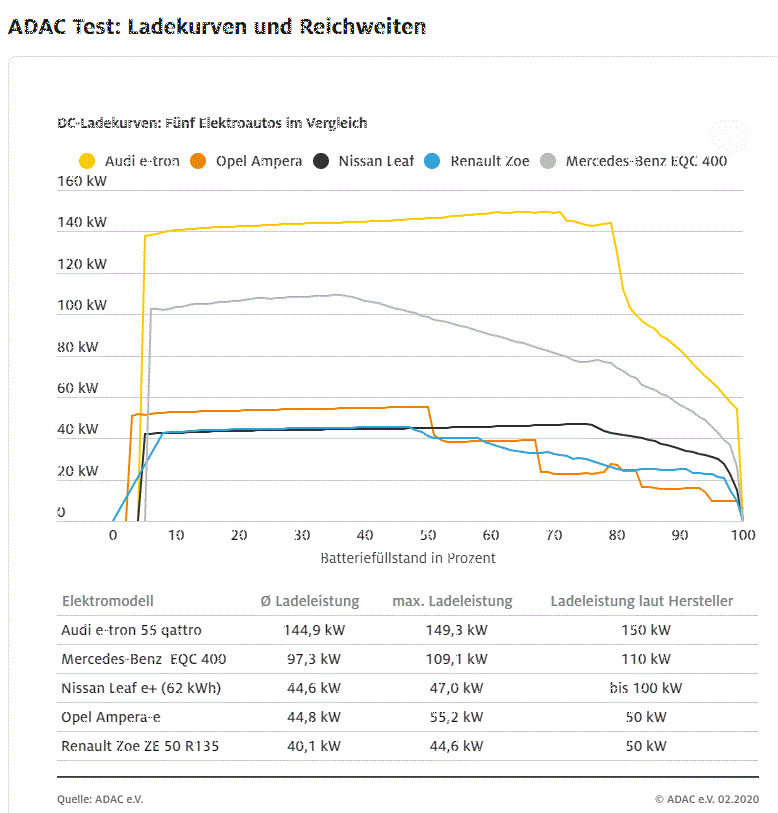 ADAC Test: Ladekurven und Reichweiten
DC-Ladekurven: Fünf Elektroautos im Vergleich
Audi e-tron Opel Ampera Nissan Leaf Renault Zoe Mercedes-Benz EQC 400
160 kW
140 kW
120 kW
100 kW
80 kW
60 kW
40 kW
20 kW
0
0 10 20 30 40 50 60 70 80 90 100
Batteriefüllstand in Prozent
Elektromodell Ø Ladeleistung max. Ladeleistung Ladeleistung laut Hersteller
Audi e-tron 55 qattro 144,9 kW 149,3 kW 150 kW
Mercedes-Benz EQC 400 97,3 kW 109,1 kW 110 kW
Nissan Leaf e+ (62 kWh) 44,6 kW 47,0 kW bis 100 kW
Opel Ampera-e 44,8 kW 55,2 kW 50 kW
Renault Zoe ZE 50 R135 40,1 kW 44,6 kW 50 kW
Quelle: ADAC e.V. © ADAC e.V. 02.2020